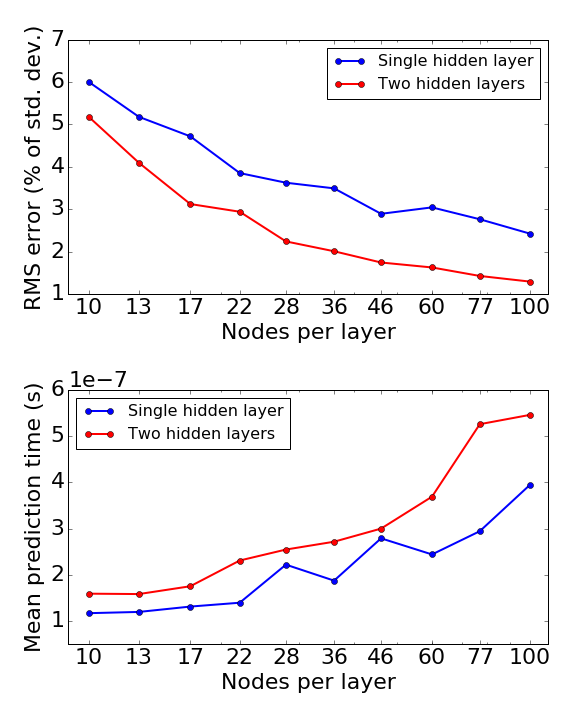 7
6
5
4
3
2
1
RMS error (% of std. dev.)
Single hidden layer
Two hidden layers
10 13 17 22 28 36 46 60 77 100
Nodes per layer
1e−7
6
5
4
3
2
1
Mean prediction time (s)
Single hidden layer
Two hidden layers
10 13 17 22 28 36 46 60 77 100
Nodes per layer